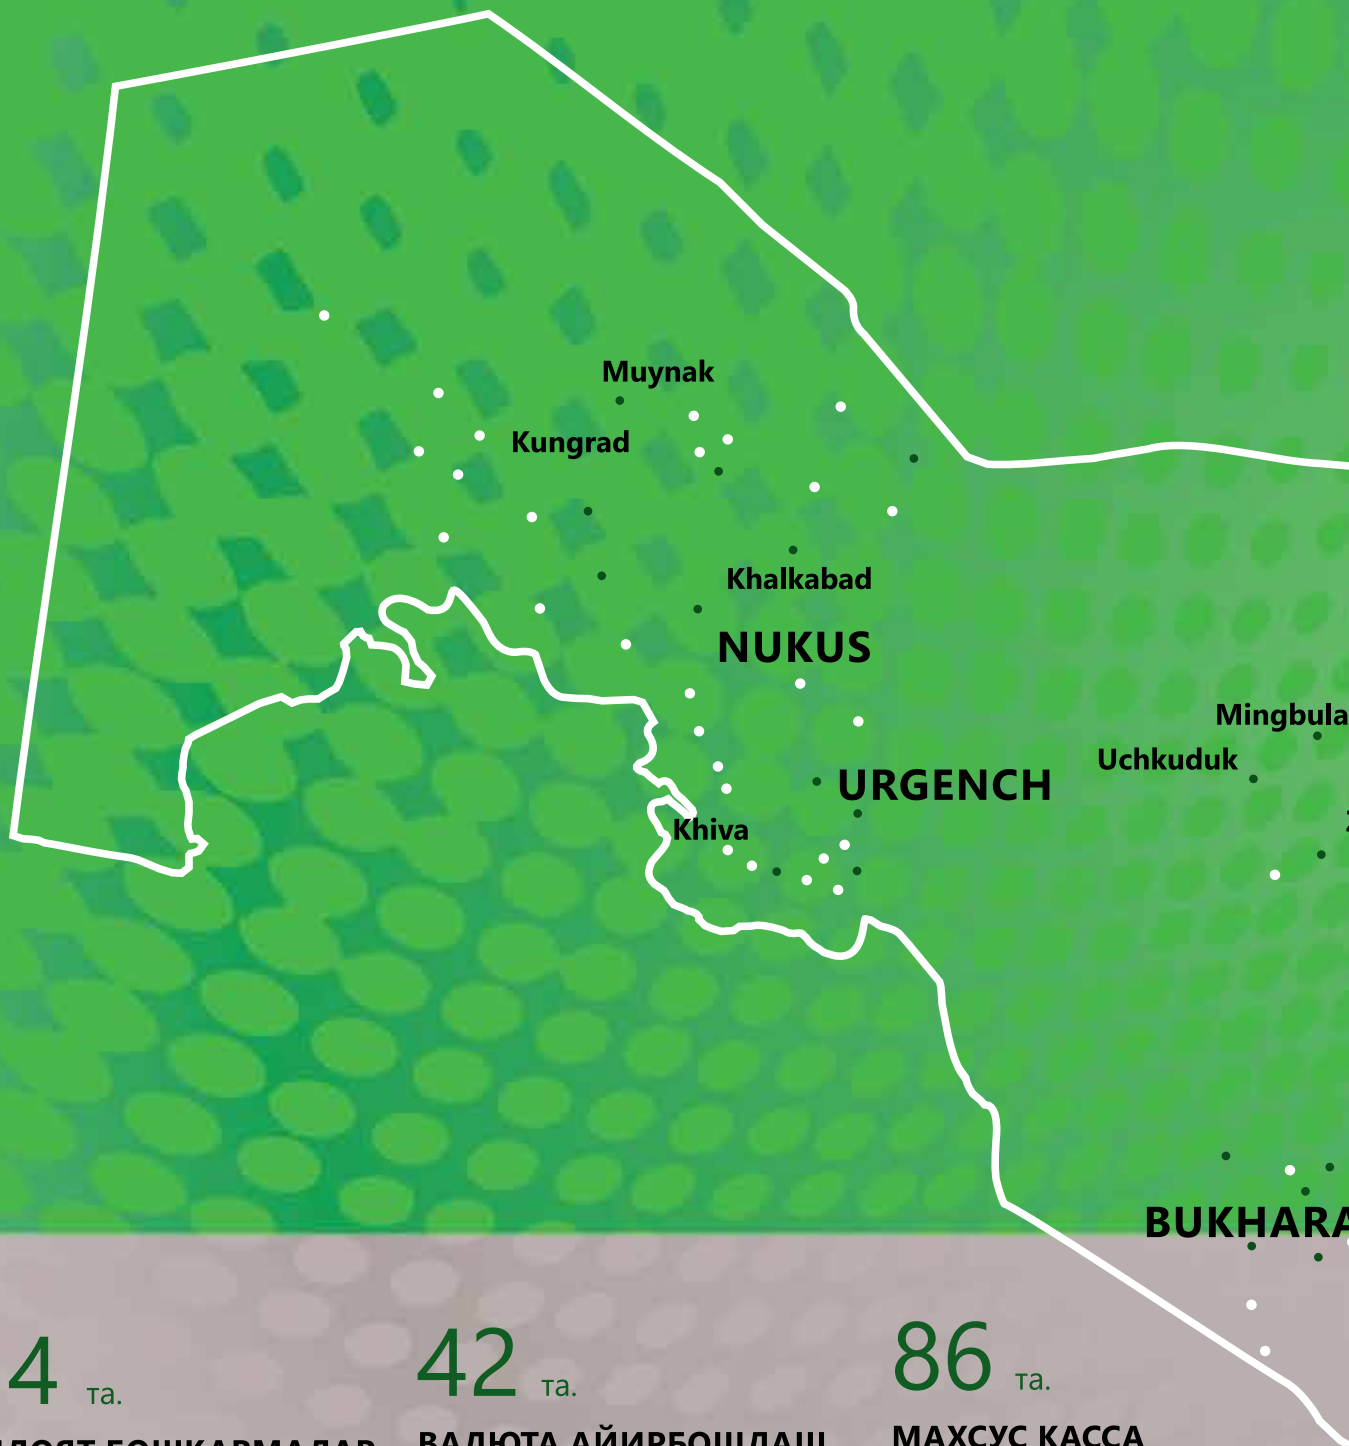 Muynak
Kungrad
Khalkabad
NUKUS
Mingbula
Uchkuduk
URGENCH
Khiva
BUKHARA
4 та.
42 та.
86 та.
БОШҚАРМАЛАР
ВАЛЮТА АЙИРБОШЛАШ
МАХСУС КАССА